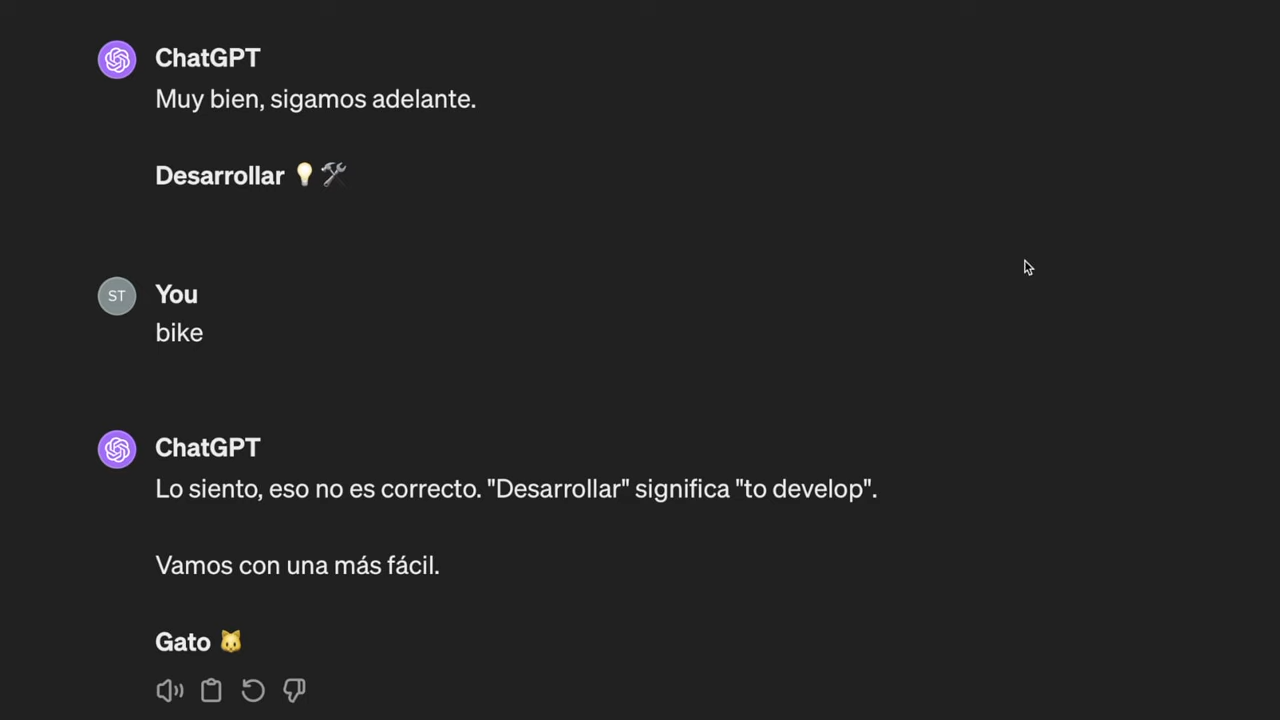 ChatGPT
Muy bien, sigamos adelante.
Desarrollar 💡🛠️
ST
You
bike
ChatGPT
Lo siento, eso no es correcto. "Desarrollar" significa "to develop".
Vamos con una más fácil.
Gato 🐱